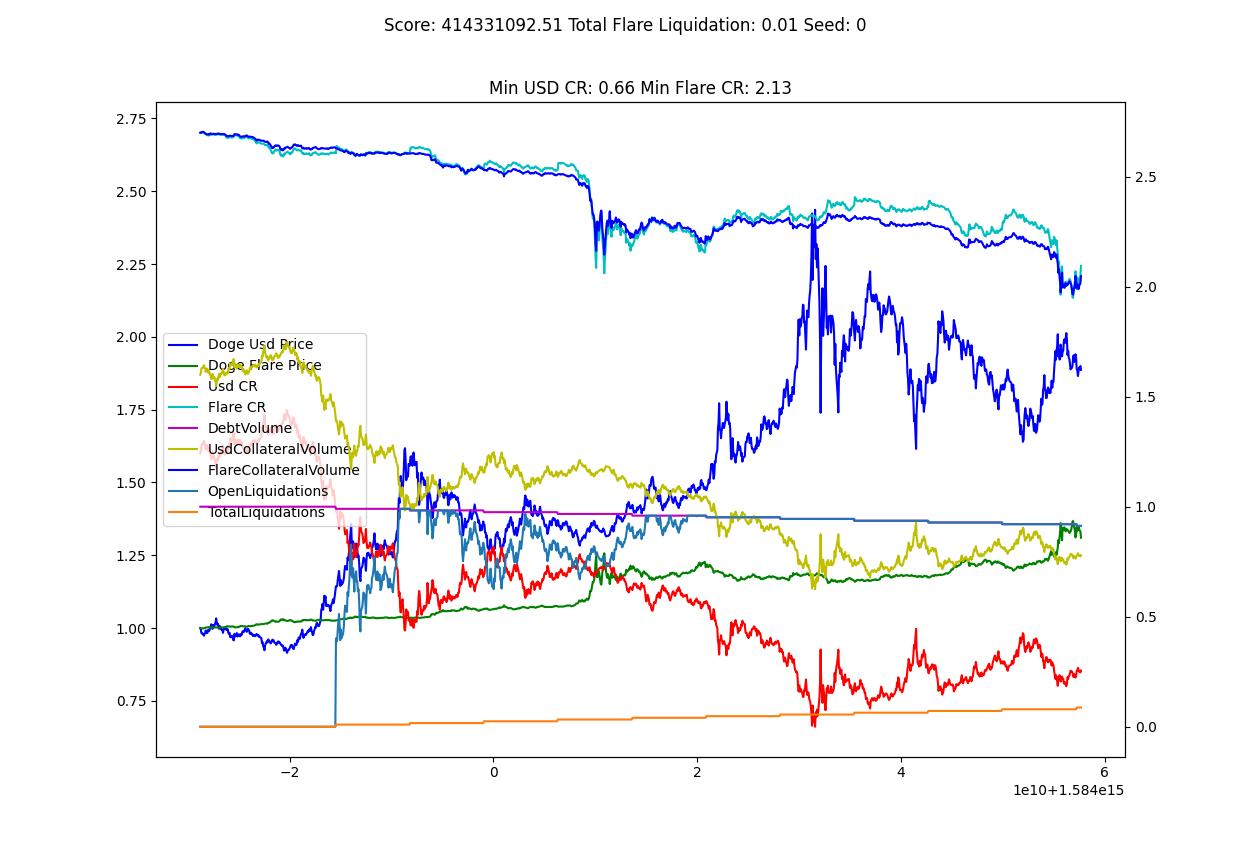 Score: 414331092.51 Total Flare Liquidation: 0.01 Seed: 0
Min USD CR: 0.66 Min Flare CR: 2.13
2.75
2.50
2.25
2.00
1.75
1.50
1.25
1.00
0.75
Doge Usd Price
Doge Flare Price
Usd CR
Flare CR
DebtVolume
UsdCollateralVolume
FlareCollateralVolume
OpenLiquidations
TotalLiquidations
2.5
2.0
1.5
1.0
0.5
0.0
−2 0 2 4 6
1e10+1.584e15